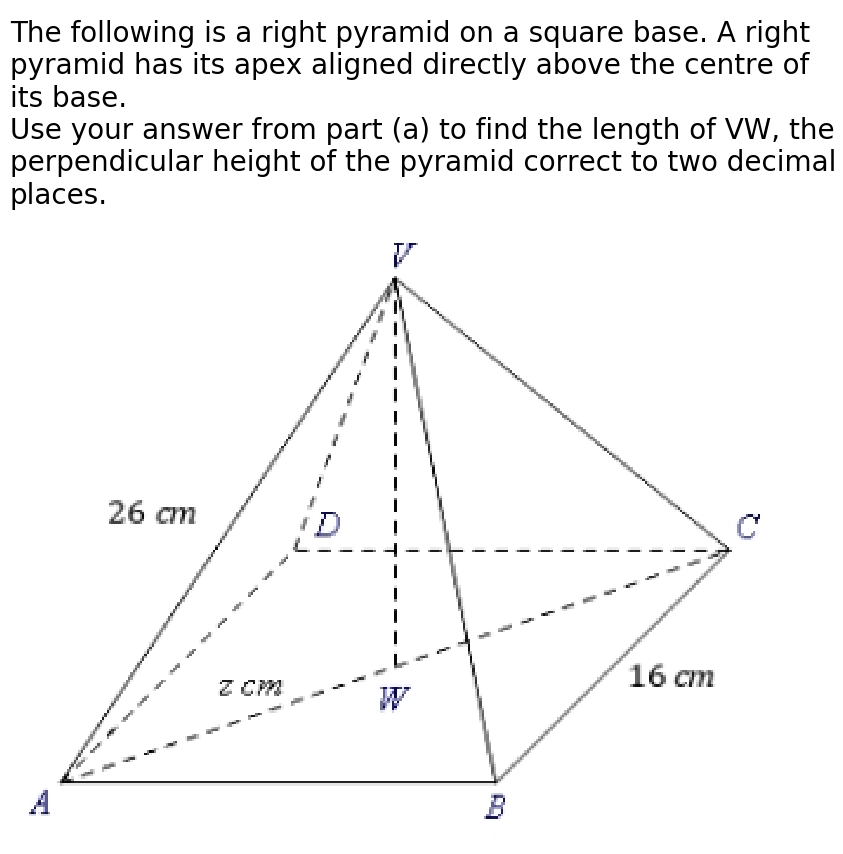 The following is a right pyramid on a square base. A right
pyramid has its apex aligned directly above the centre of
its base.
Use your answer from part (a) to find the length of VW, the
perpendicular height of the pyramid correct to two decimal
places.
V
26 cm
D
C
z cm
W
16 cm
A
B